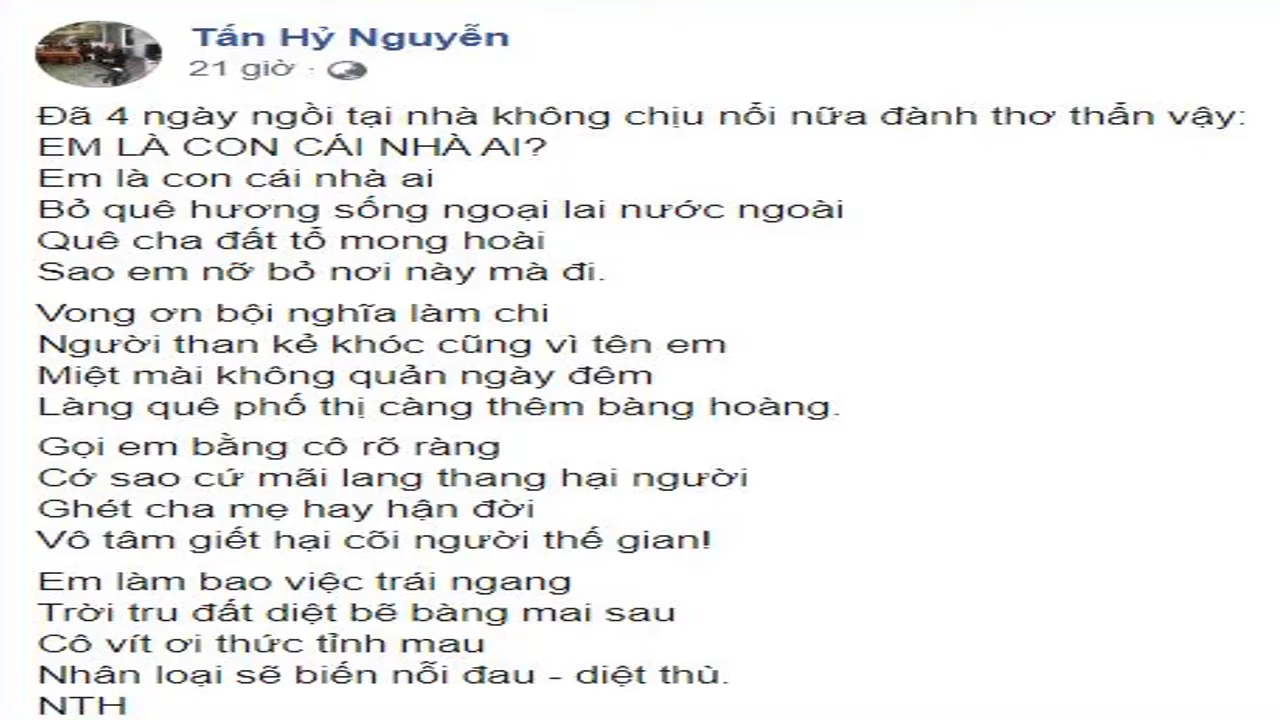 Tấn Hỷ Nguyễn
21 giờ ·
Đã 4 ngày ngồi tại nhà không chịu nổi nữa đành thơ thẩn vậy:
EM LÀ CON CÁI NHÀ AI?
Em là con cái nhà ai
Bỏ quê hương sống ngoại lai nước ngoài
Quê cha đất tổ mong hoài
Sao em nỡ bỏ nơi này mà đi.
Vong ơn bội nghĩa làm chi
Người than kẻ khóc cũng vì tên em
Miệt mài không quản ngày đêm
Làng quê phố thị càng thêm bàng hoàng.
Gọi em bằng cô rõ ràng
Cớ sao cứ mãi lang thang hại người
Ghét cha mẹ hay hận đời
Vô tâm giết hại cõi người thế gian!
Em làm bao việc trái ngang
Trời tru đất diệt bẽ bàng mai sau
Cô vít ơi thức tỉnh mau
Nhân loại sẽ biến nỗi đau - diệt thù.
NTH